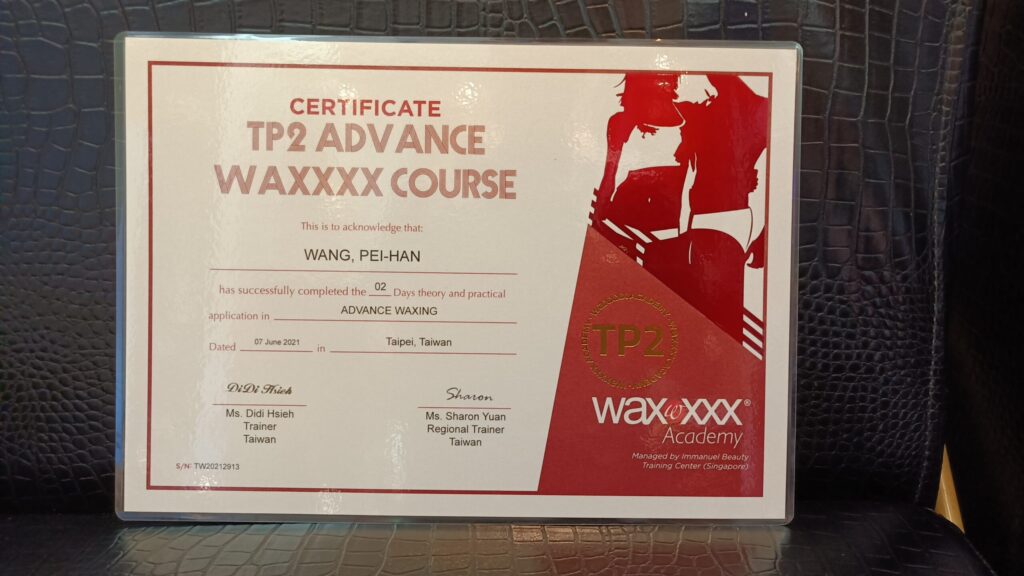 CERTIFICATE
TP2 ADVANCE
WAXXXX COURSE
This is to acknowledge that:
WANG, PEI-HAN
has successfully completed the 02 Days theory and practical
application in ADVANCE WAXING
Dated 07 June 2021 in Taipei, Taiwan
DiDi Hsieh
Ms. Didi Hsieh
Trainer
Taiwan
Sharon
Ms. Sharon Yuan
Regional Trainer
Taiwan
S/N: TW20212913
TP2
waxwxxx®
Academy
Managed by Immanuel Beauty
Training Center (Singapore)